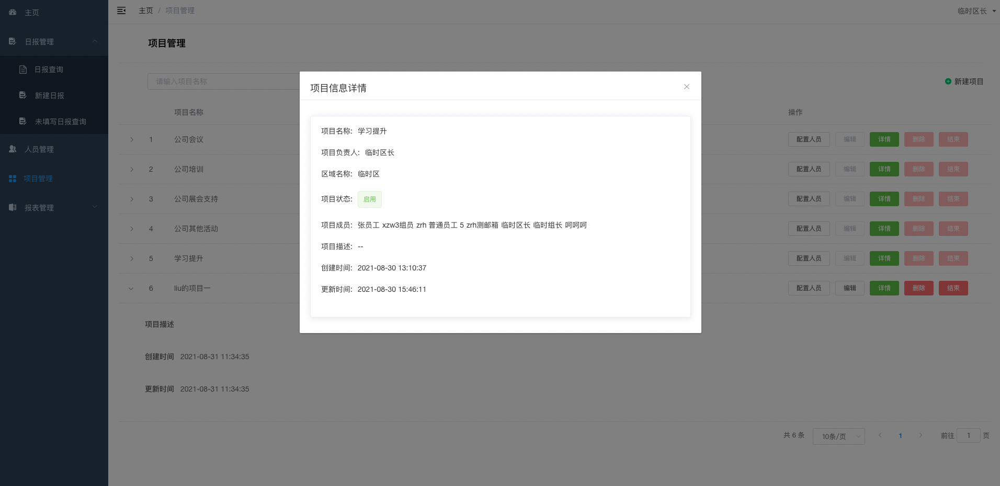 主页
日报管理
日报查询
新建日报
未填写日报查询
人员管理
项目管理
报表管理
主页 / 项目管理
临时区长
项目管理
请输入项目名称
新建项目
项目名称
操作
1 公司会议 配置人员 编辑 详情 删除 结束
2 公司培训 配置人员 编辑 详情 删除 结束
3 公司展会支持 配置人员 编辑 详情 删除 结束
4 公司其他活动 配置人员 编辑 详情 删除 结束
5 学习提升 配置人员 编辑 详情 删除 结束
6 liu的项目一 配置人员 编辑 详情 删除 结束
项目描述
创建时间 2021-08-31 11:34:35
更新时间 2021-08-31 11:34:35
共 6 条 10条/页 1 前往 1 页
项目信息详情
项目名称: 学习提升
项目负责人: 临时区长
区域名称: 临时区
项目状态: 启用
项目成员: 张员工 xzw3组员 zrh 普通员工 5 zrh测邮箱 临时区长 临时组长 呵呵呵
项目描述: --
创建时间: 2021-08-30 13:10:37
更新时间: 2021-08-30 15:46:11